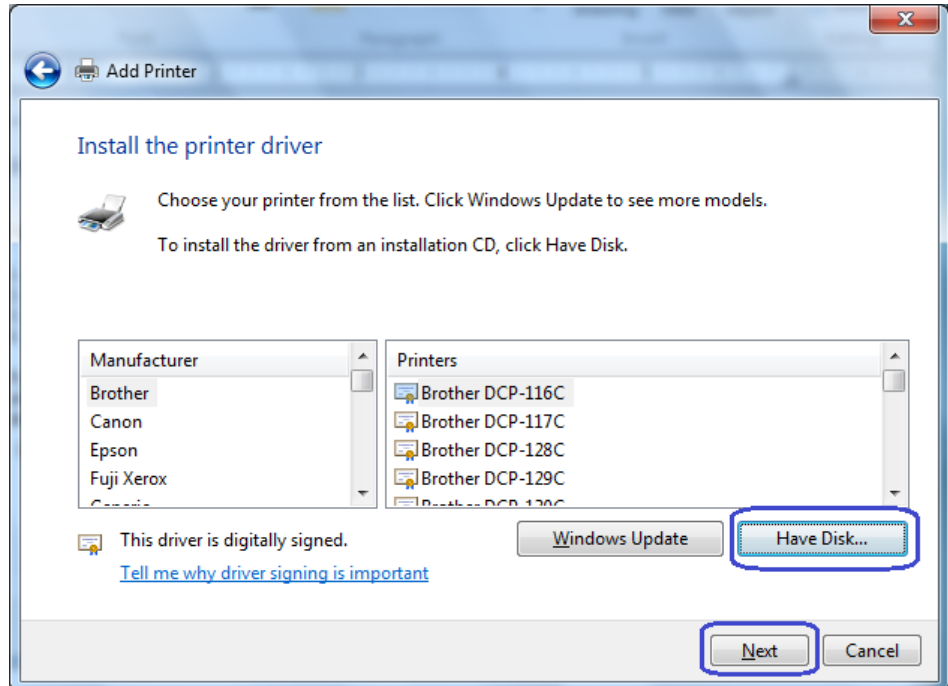 Add Printer
Install the printer driver
Choose your printer from the list. Click Windows Update to see more models.
To install the driver from an installation CD, click Have Disk.
Manufacturer
Brother
Canon
Epson
Fuji Xerox
Printers
Brother DCP-116C
Brother DCP-117C
Brother DCP-128C
Brother DCP-129C
This driver is digitally signed.
Tell me why driver signing is important
Windows Update
Have Disk...
Next
Cancel